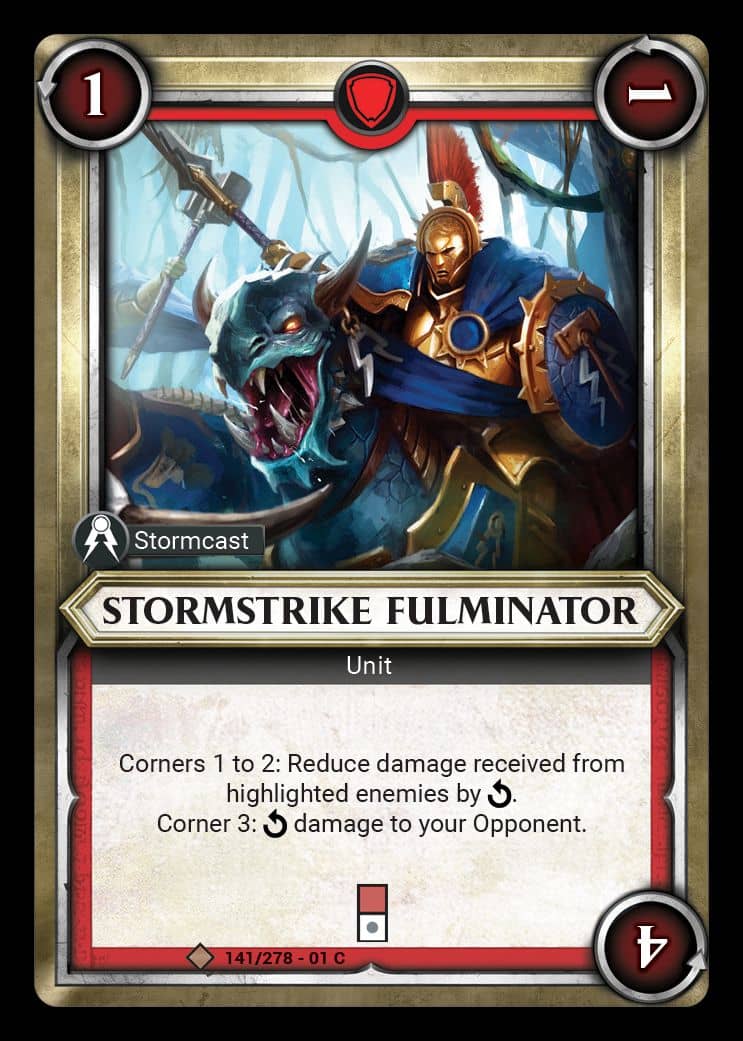 1
1
Stormcast
STORMSTRIKE FULMINATOR
Unit
Corners 1 to 2: Reduce damage received from
highlighted enemies by .
Corner 3: damage to your Opponent.
4
141/278 - 01 C